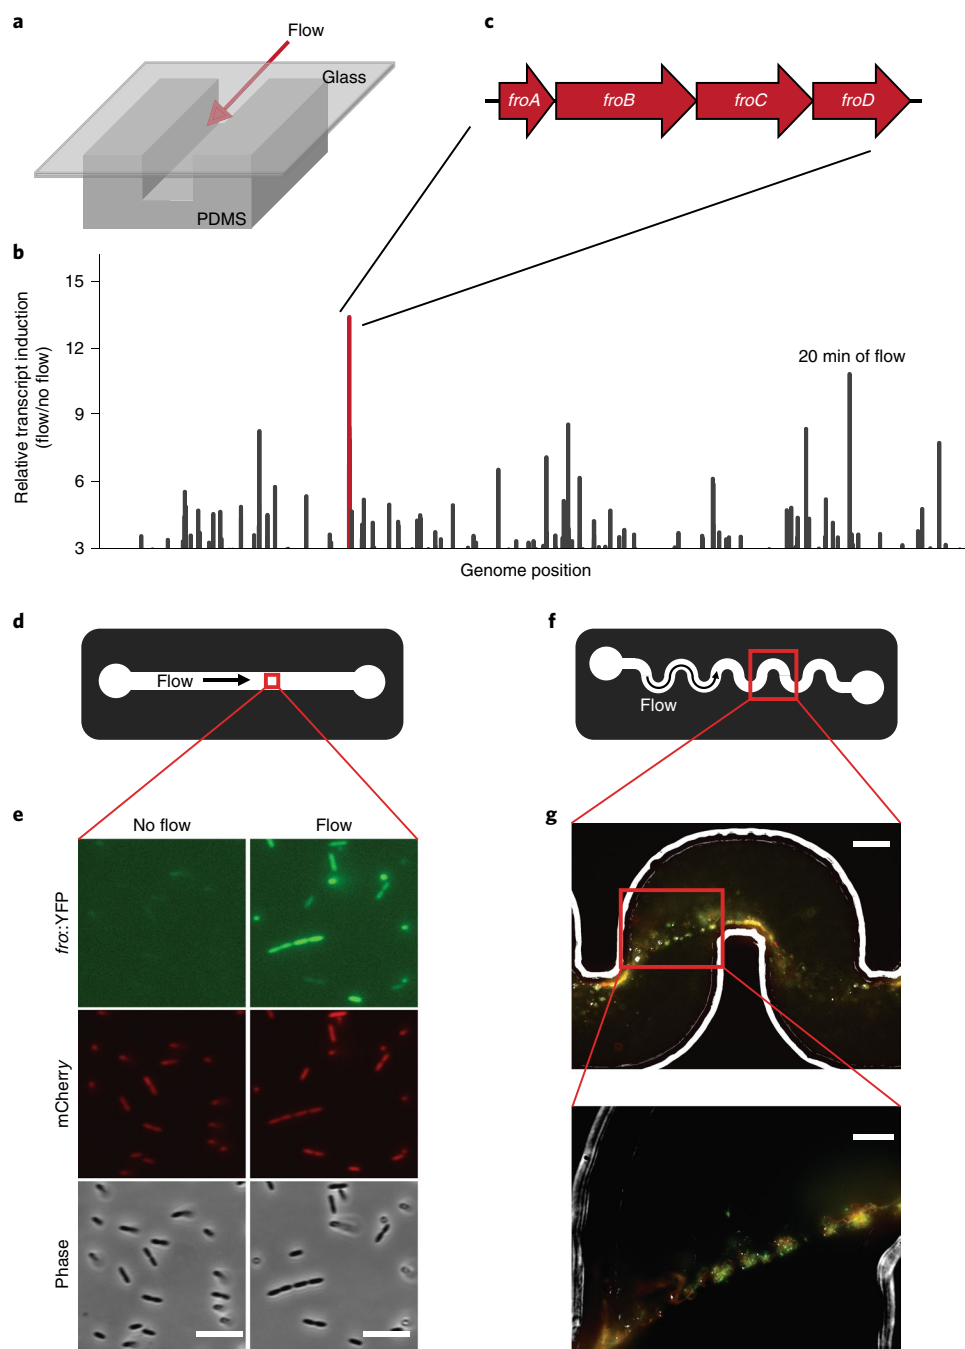 a
Flow
Glass
PDMS
c
froA froB froC froD
b
Relative transcript induction
(flow/no flow)
15
12
9
6
3
20 min of flow
Genome position
d
Flow
f
Flow
e
No flow Flow
fro::YFP
mCherry
Phase
g